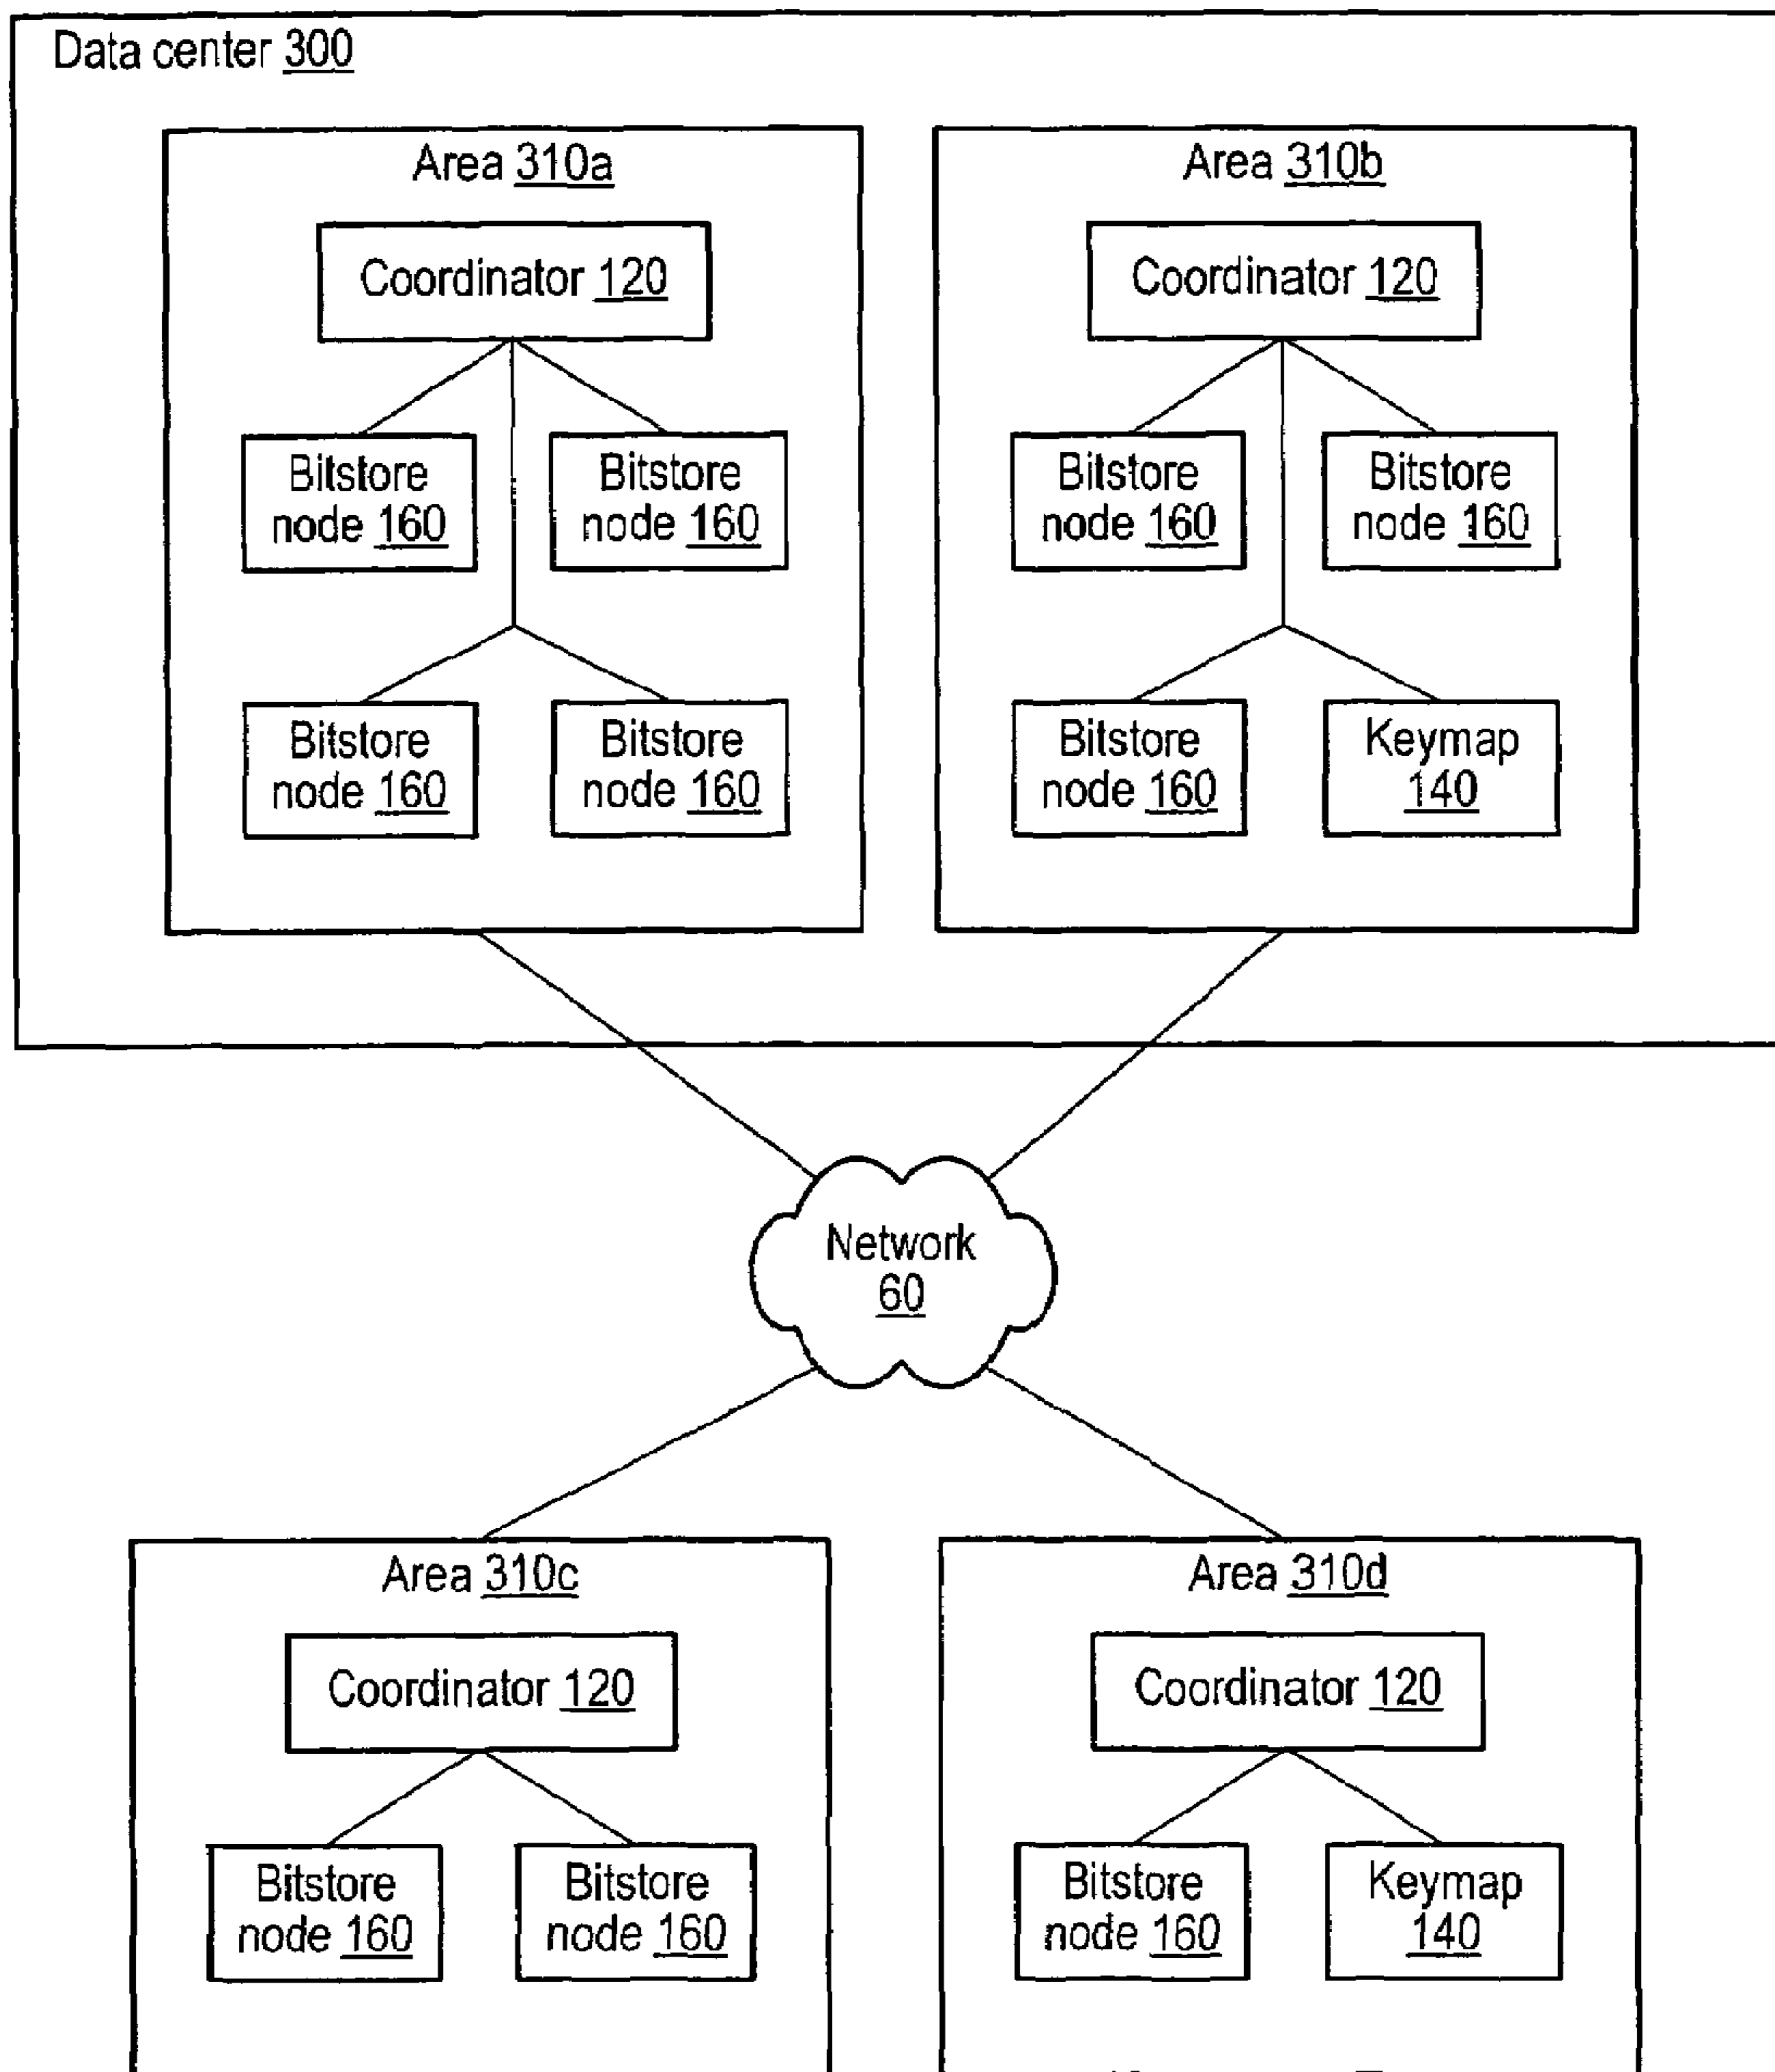 Data center 300
Area 310a
Coordinator 120
Bitstore
node 160
Bitstore
node 160
Bitstore
node 160
Bitstore
node 160
Area 310b
Coordinator 120
Bitstore
node 160
Bitstore
node 160
Bitstore
node 160
Keymap
140
Network
60
Area 310c
Coordinator 120
Bitstore
node 160
Bitstore
node 160
Area 310d
Coordinator 120
Bitstore
node 160
Keymap
140